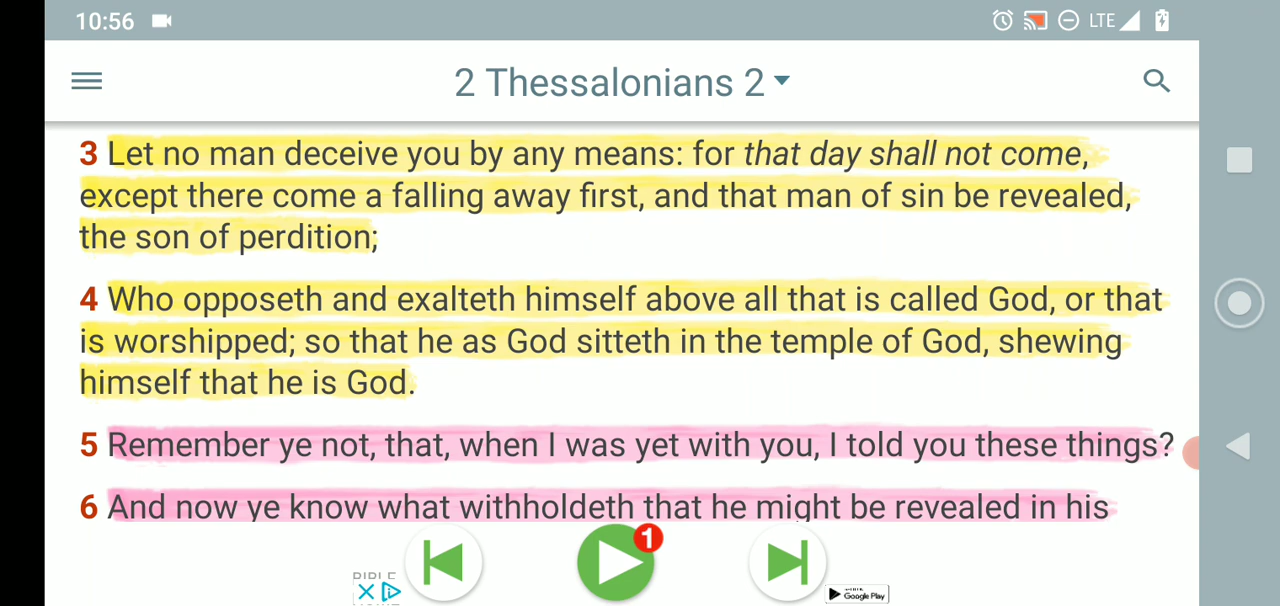 10:56
LTE
2 Thessalonians 2
3 Let no man deceive you by any means: for that day shall not come,
except there come a falling away first, and that man of sin be revealed,
the son of perdition;
4 Who opposeth and exalteth himself above all that is called God, or that
is worshipped; so that he as God sitteth in the temple of God, shewing
himself that he is God.
5 Remember ye not, that, when I was yet with you, I told you these things?
6 And now ye know what withholdeth that he might be revealed in his
1
BIBLE
Google Play